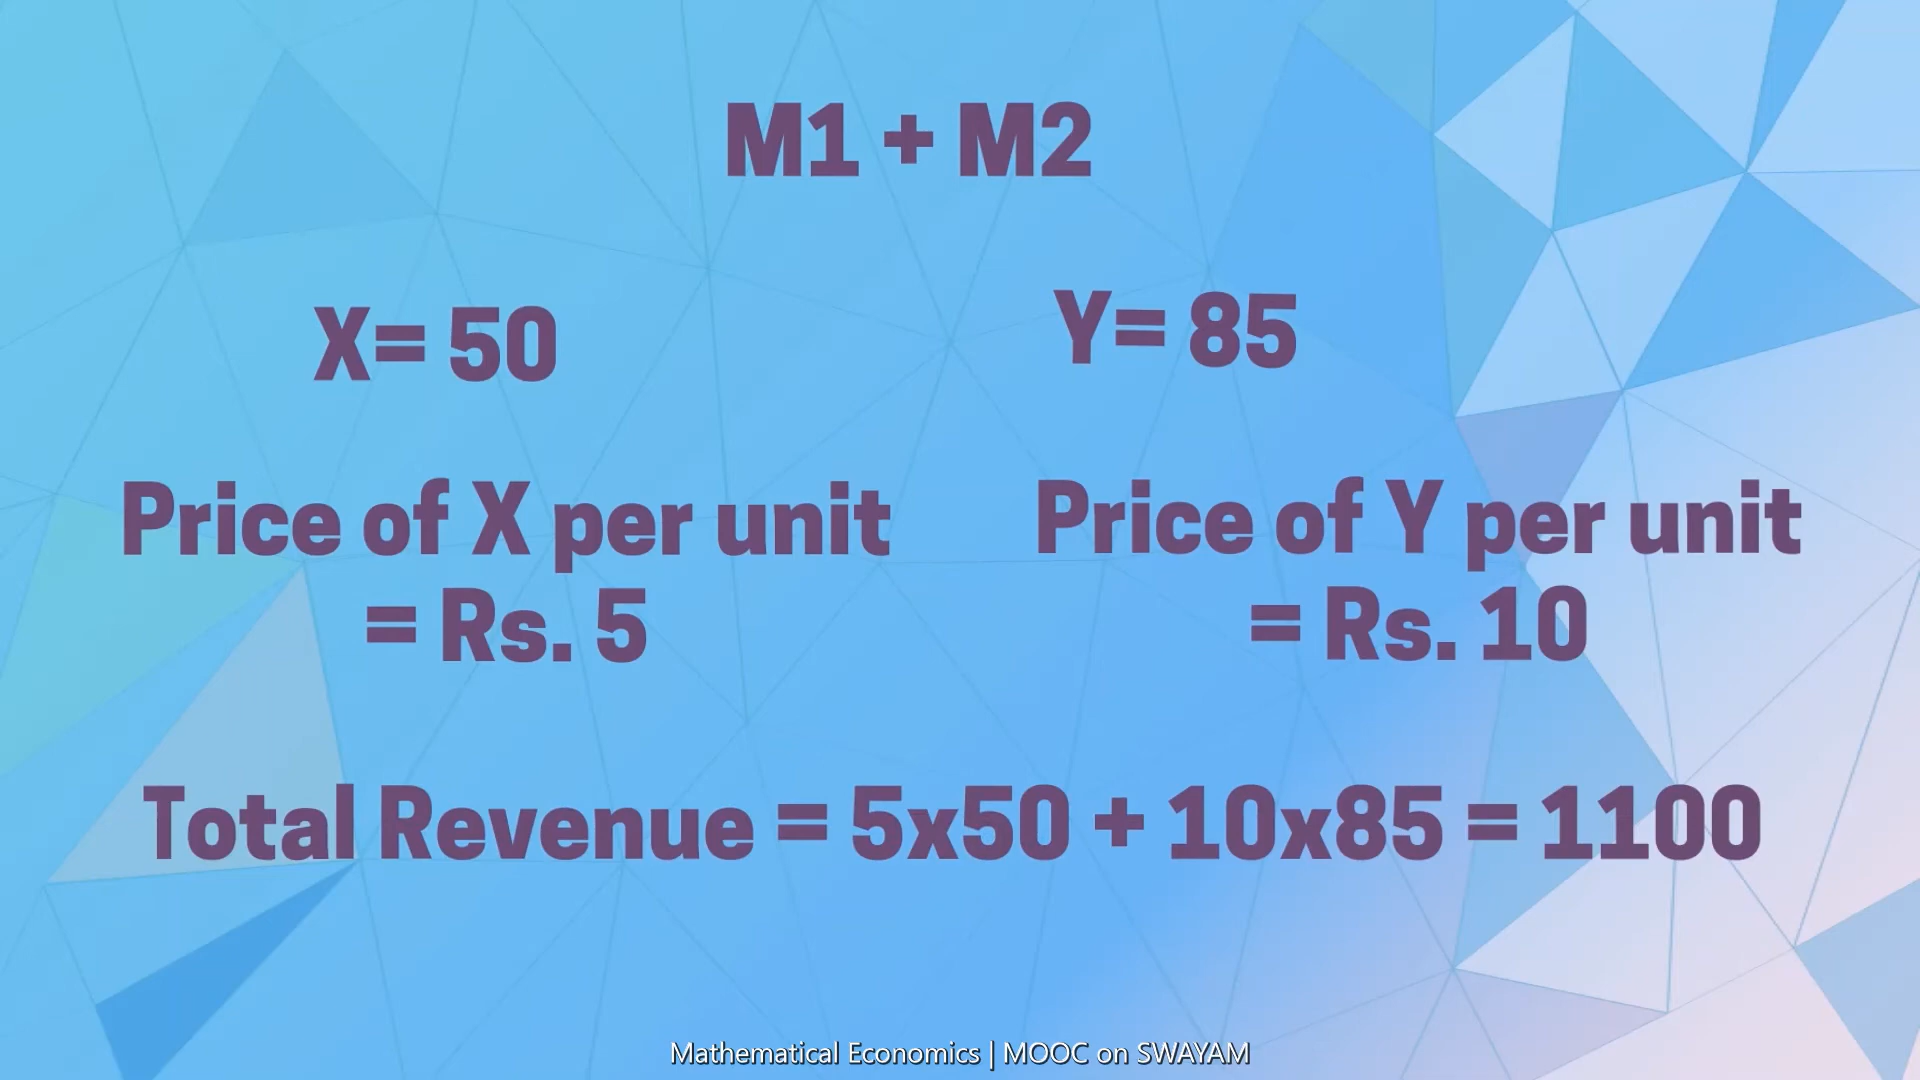 M1 + M2
X= 50
Y= 85
Price of X per unit
= Rs. 5
Price of Y per unit
= Rs. 10
Total Revenue = 5x50 + 10x85 = 1100
Mathematical Economics | MOOC on SWAYAM